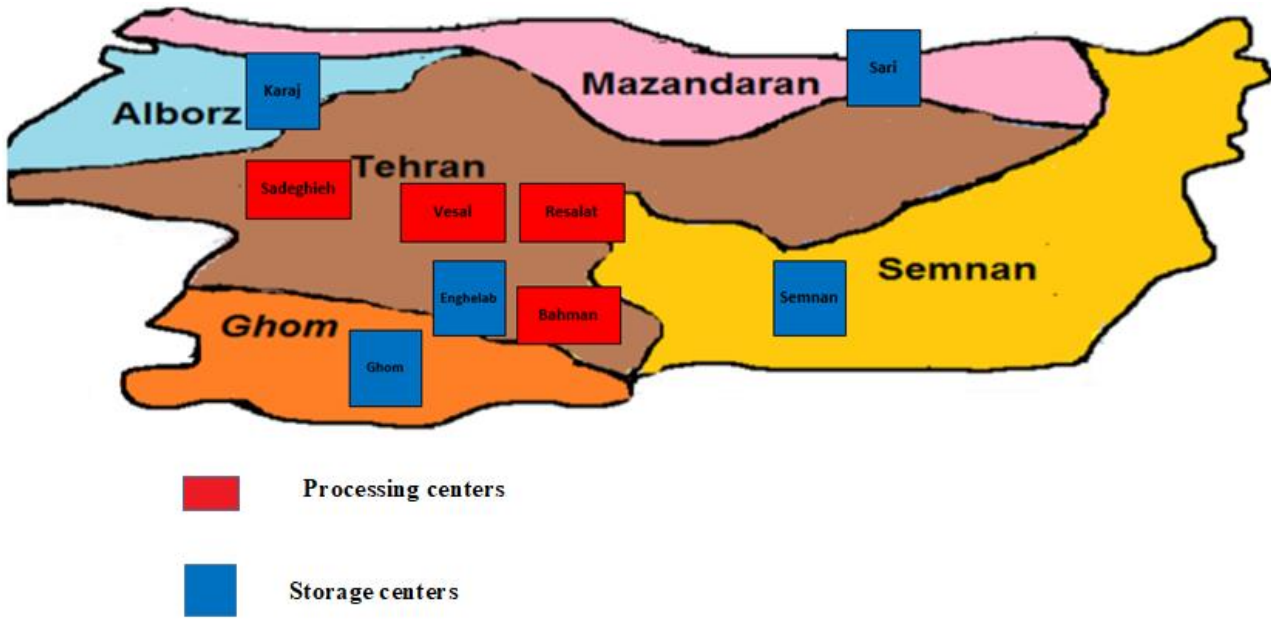 Karaj
Sari
Mazandaran
Alborz
Tehran
Sadeghieh
Vesal
Resalat
Semnan
Enghelab
Semnan
Bahman
Ghom
Ghom
Processing centers
Storage centers